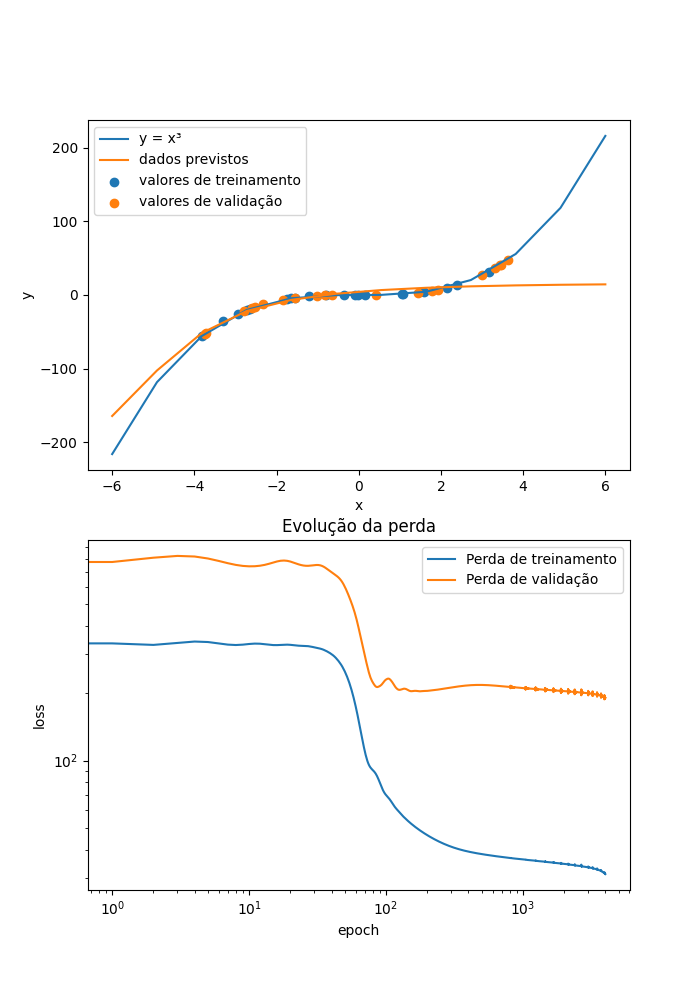 200
100
0
−100
−200
y
y = x³
dados previstos
valores de treinamento
valores de validação
−6 −4 −2 0 2 4 6
x
Evolução da perda
Perda de treinamento
Perda de validação
loss
10²
10⁰ 10¹ 10² 10³
epoch